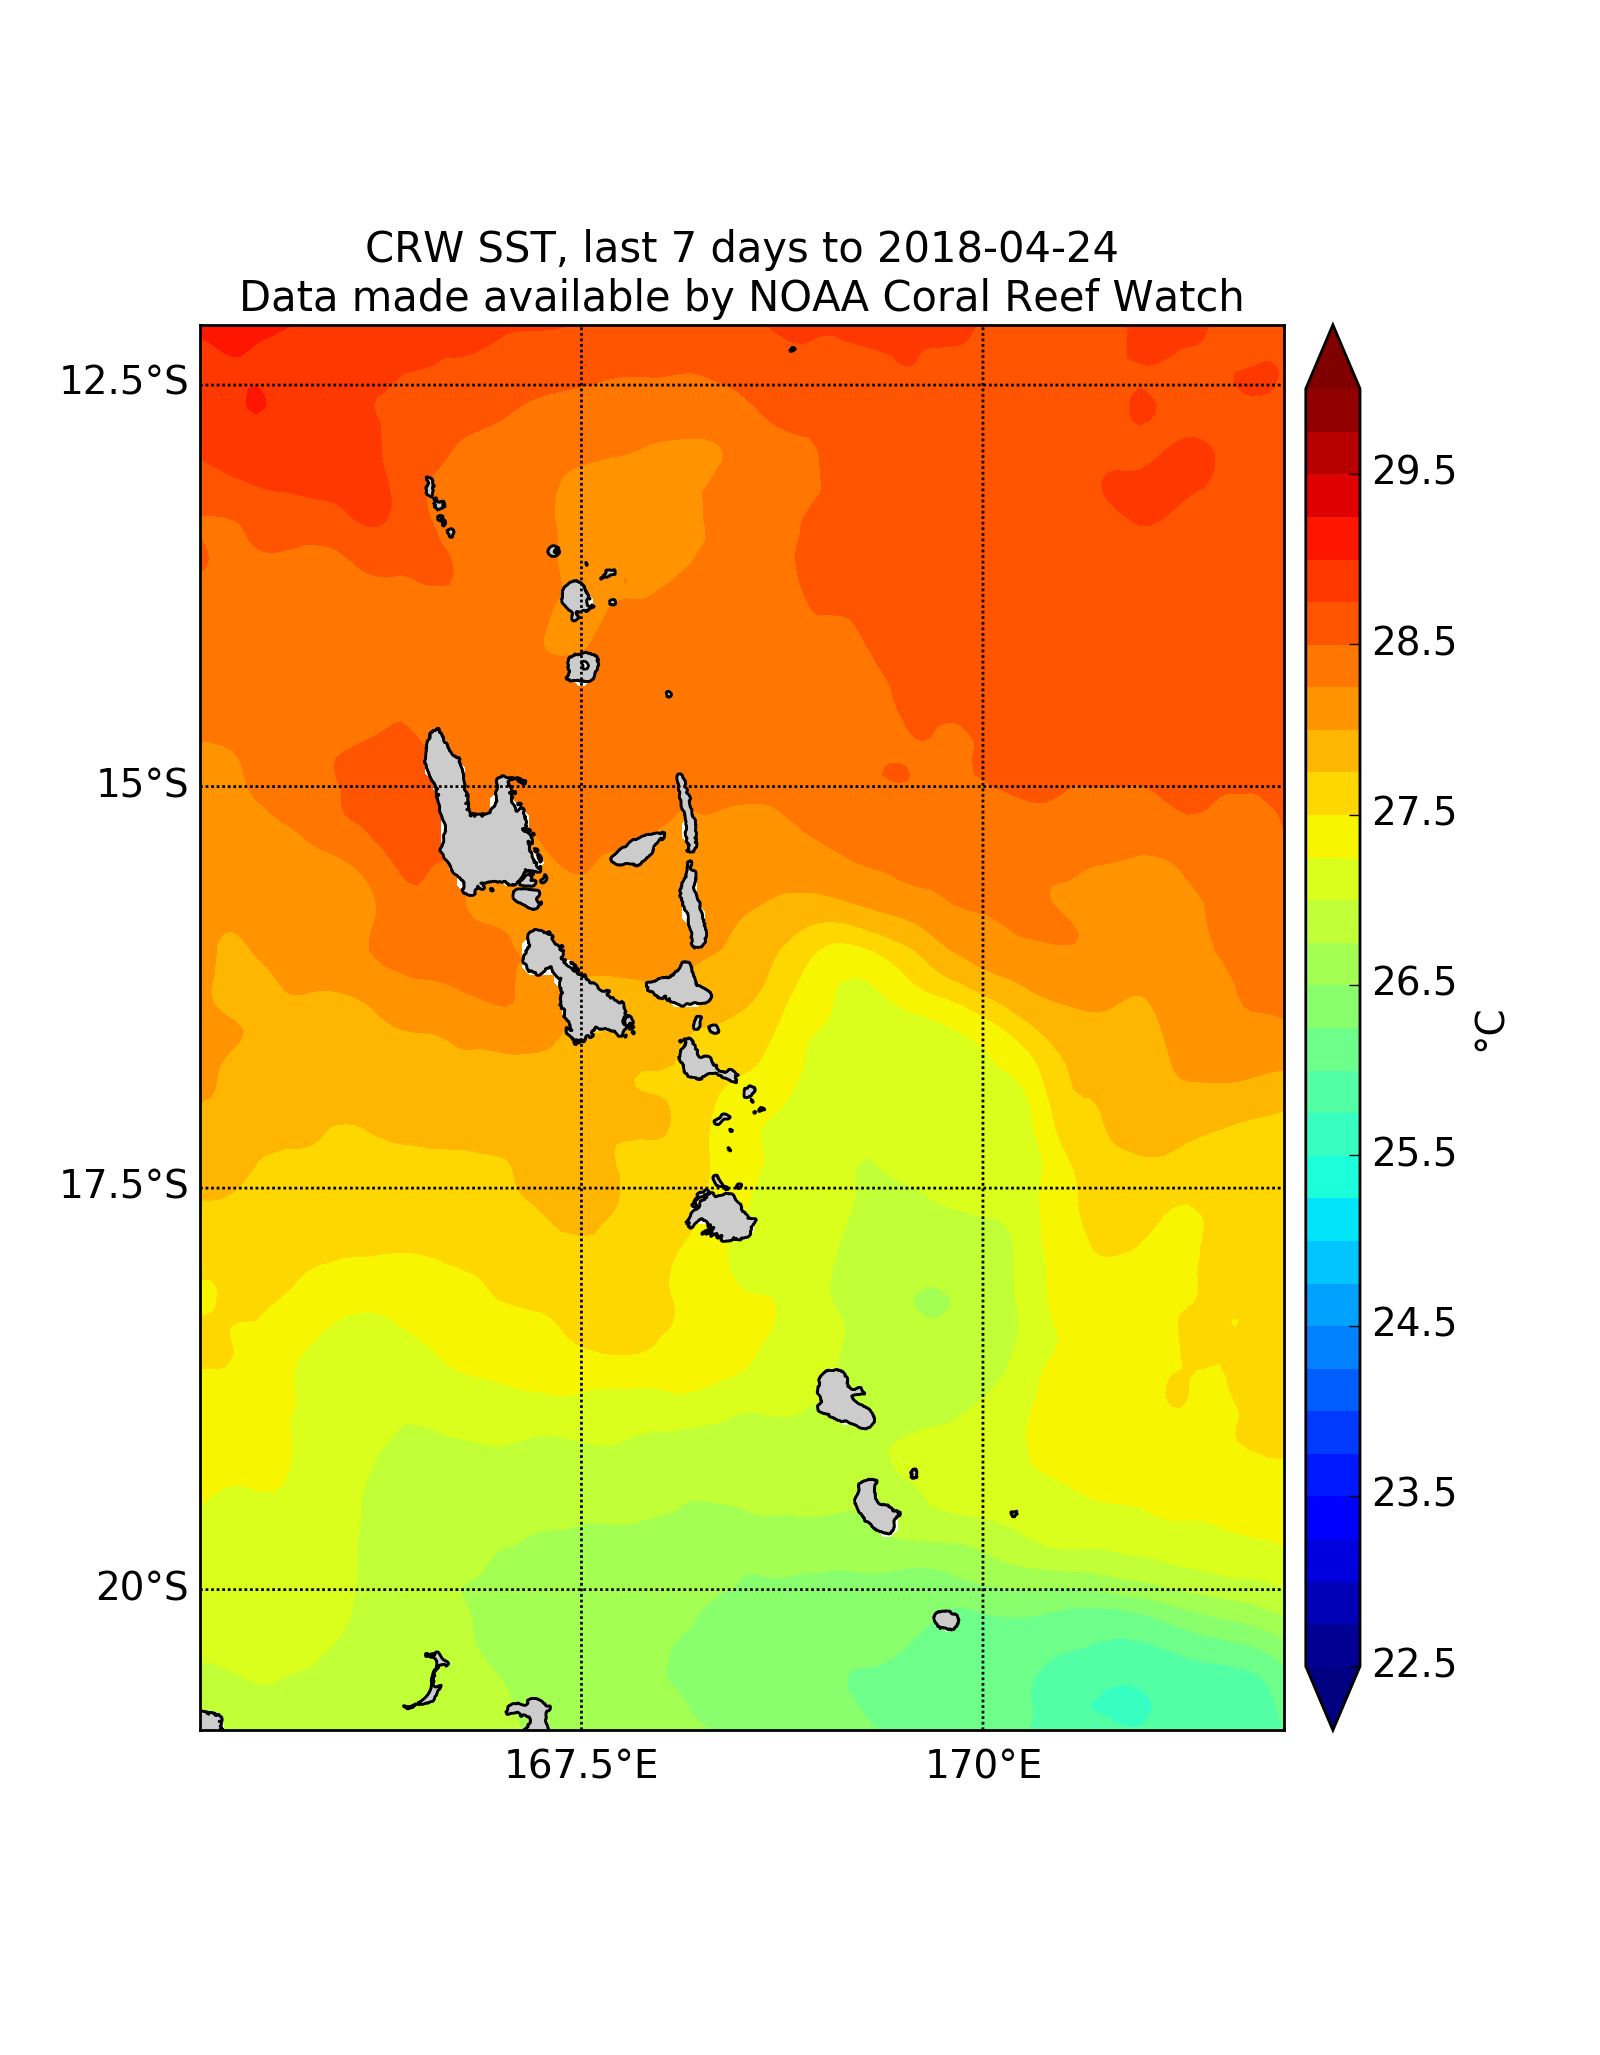 CRW SST, last 7 days to 2018-04-24
Data made available by NOAA Coral Reef Watch
12.5°S
15°S
17.5°S
20°S
167.5°E
170°E
29.5
28.5
27.5
26.5
25.5
24.5
23.5
22.5
°C